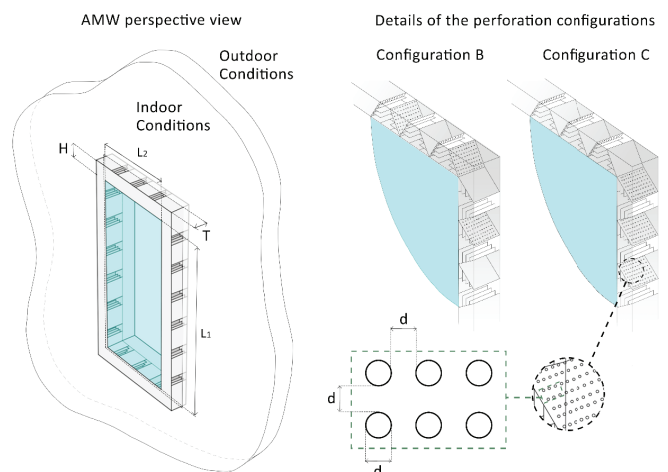 AMW perspective view
Details of the perforation configurations
Outdoor
Conditions
Configuration B
Configuration C
Indoor
Conditions
H
L2
T
L1
d
d
d